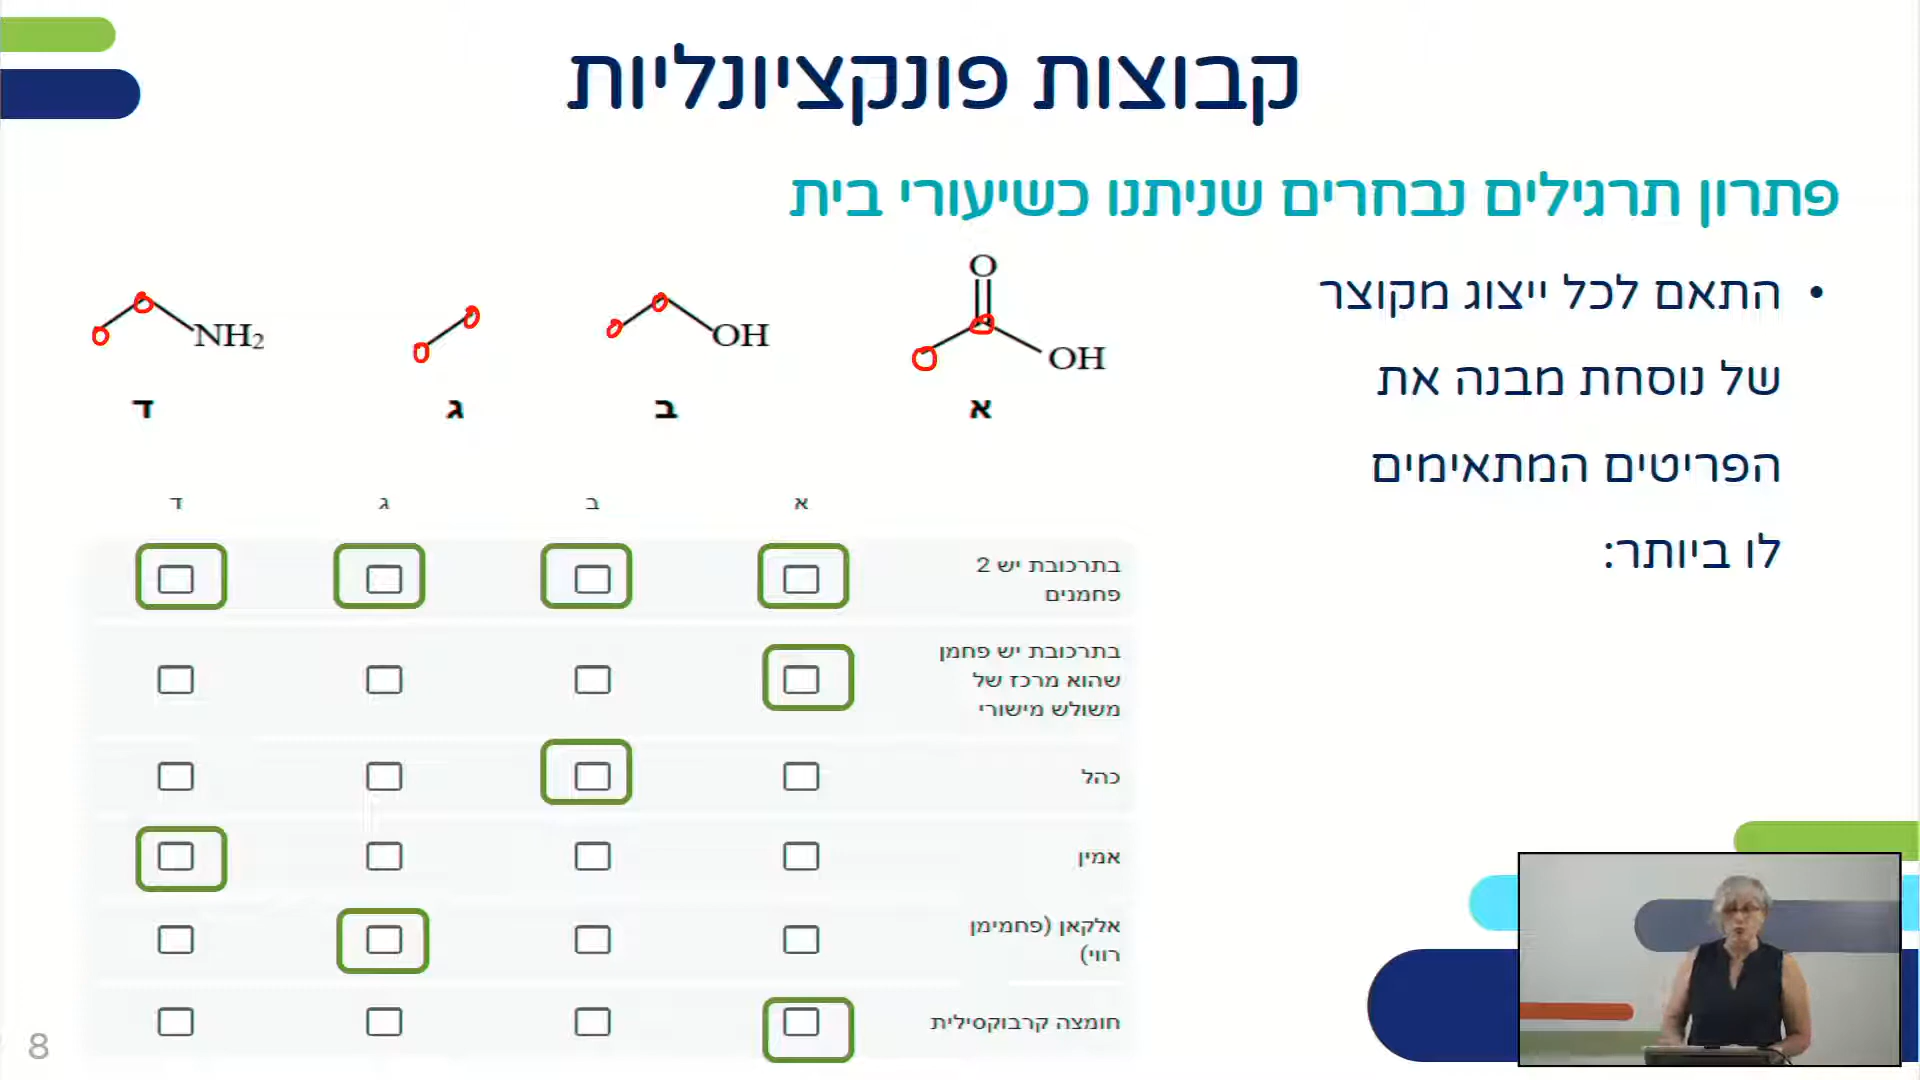 קבוצות פונקציונליות
פתרון תרגילים נבחרים שניתנו כשיעורי בית
• התאם לכל ייצוג מקוצר
של נוסחת מבנה את
הפריטים המתאימים
לו ביותר:
O
OH
OH
NH₂
א ב ג ד
א ב ג ד
בתרכובת יש 2
פחמנים
בתרכובת יש פחמן
שהוא מרכז של
משולש מישורי
כהל
אמין
אלקאן (פחמימן
רווי)
חומצה קרבוקסילית
8